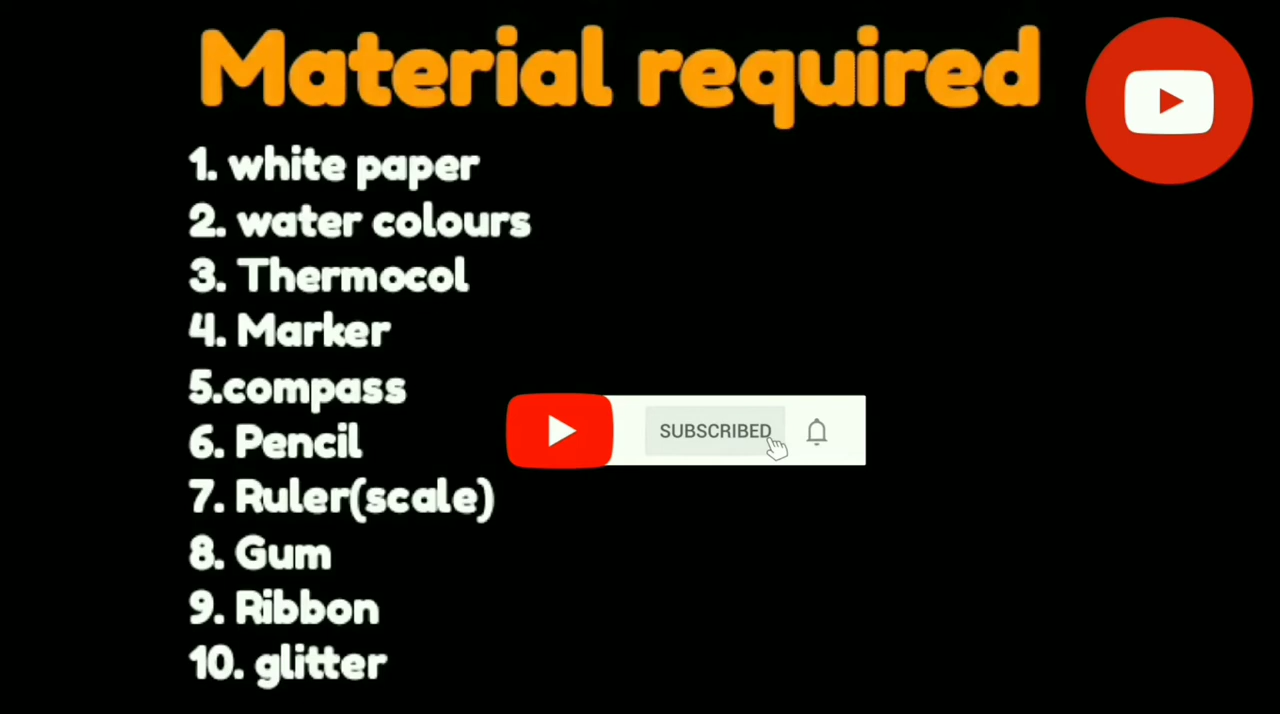 Material required
1. white paper
2. water colours
3. Thermocol
4. Marker
5.compass
6. Pencil
SUBSCRIBED
7. Ruler(scale)
8. Gum
9. Ribbon
10. glitter